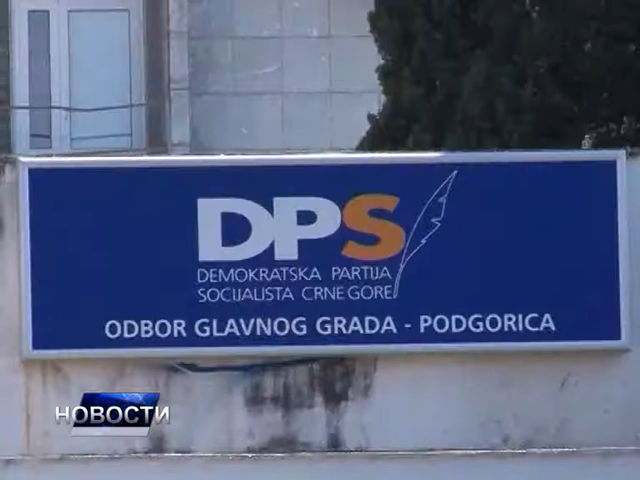 DPS
DEMOKRATSKA PARTIJA
SOCIJALISTA CRNE GORE
ODBOR GLAVNOG GRADA - PODGORICA
НОВОСТИ